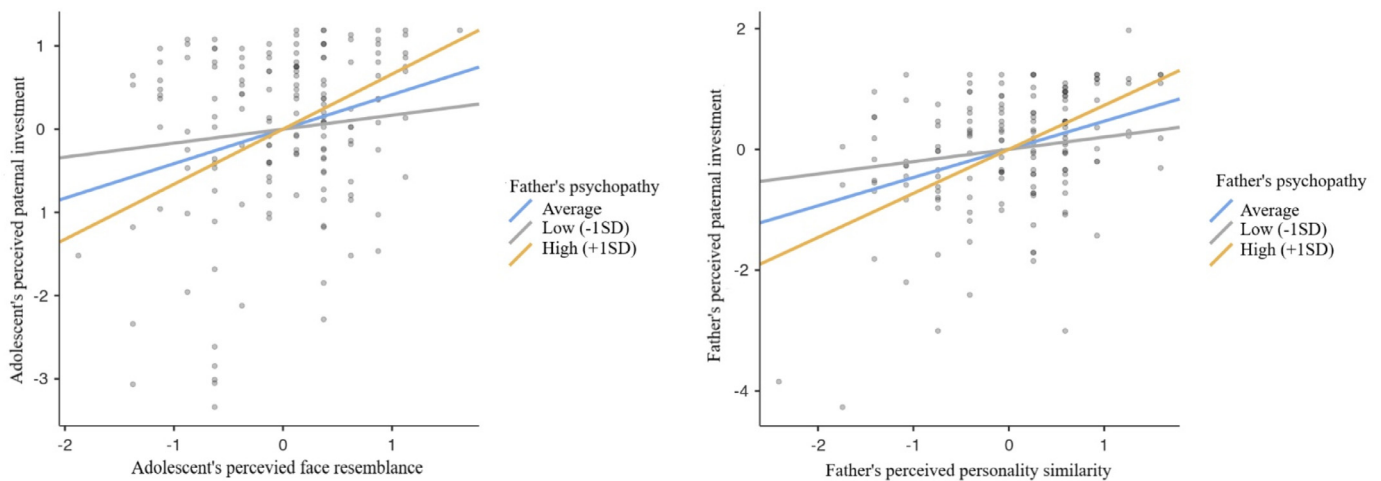 1
0
1
-2
-3
-2
-1
0
1
Adolescent's perceived paternal investment
Adolescent's percevied face resemblance
Father's psychopathy
Average
Low (-1SD)
High (+1SD)
2
0
-2
-4
-2
-1
0
1
Father's perceived paternal investment
Father's perceived personality similarity
Father's psychopathy
Average
Low (-1SD)
High (+1SD)